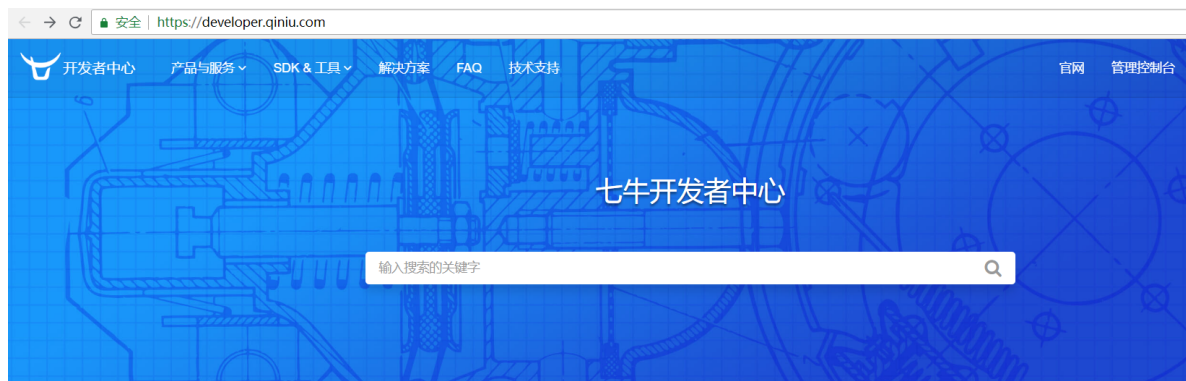 安全 https://developer.qiniu.com
开发者中心 产品与服务 SDK & 工具 解决方案 FAQ 技术支持 官网 管理控制台
七牛开发者中心
输入搜索的关键字